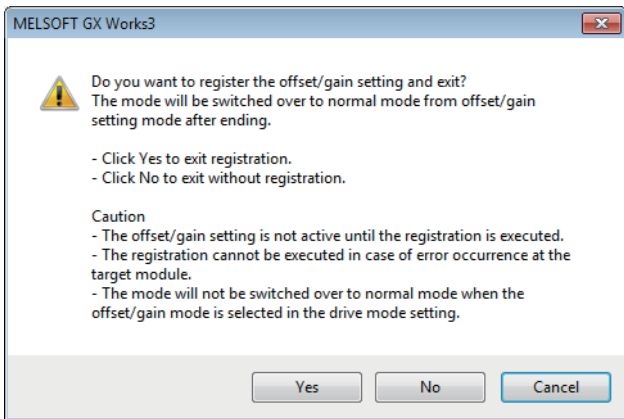 MELSOFT GX Works3
Do you want to register the offset/gain setting and exit?
The mode will be switched over to normal mode from offset/gain
setting mode after ending.
- Click Yes to exit registration.
- Click No to exit without registration.
Caution
- The offset/gain setting is not active until the registration is executed.
- The registration cannot be executed in case of error occurrence at the
target module.
- The mode will not be switched over to normal mode when the
offset/gain mode is selected in the drive mode setting.
Yes
No
Cancel